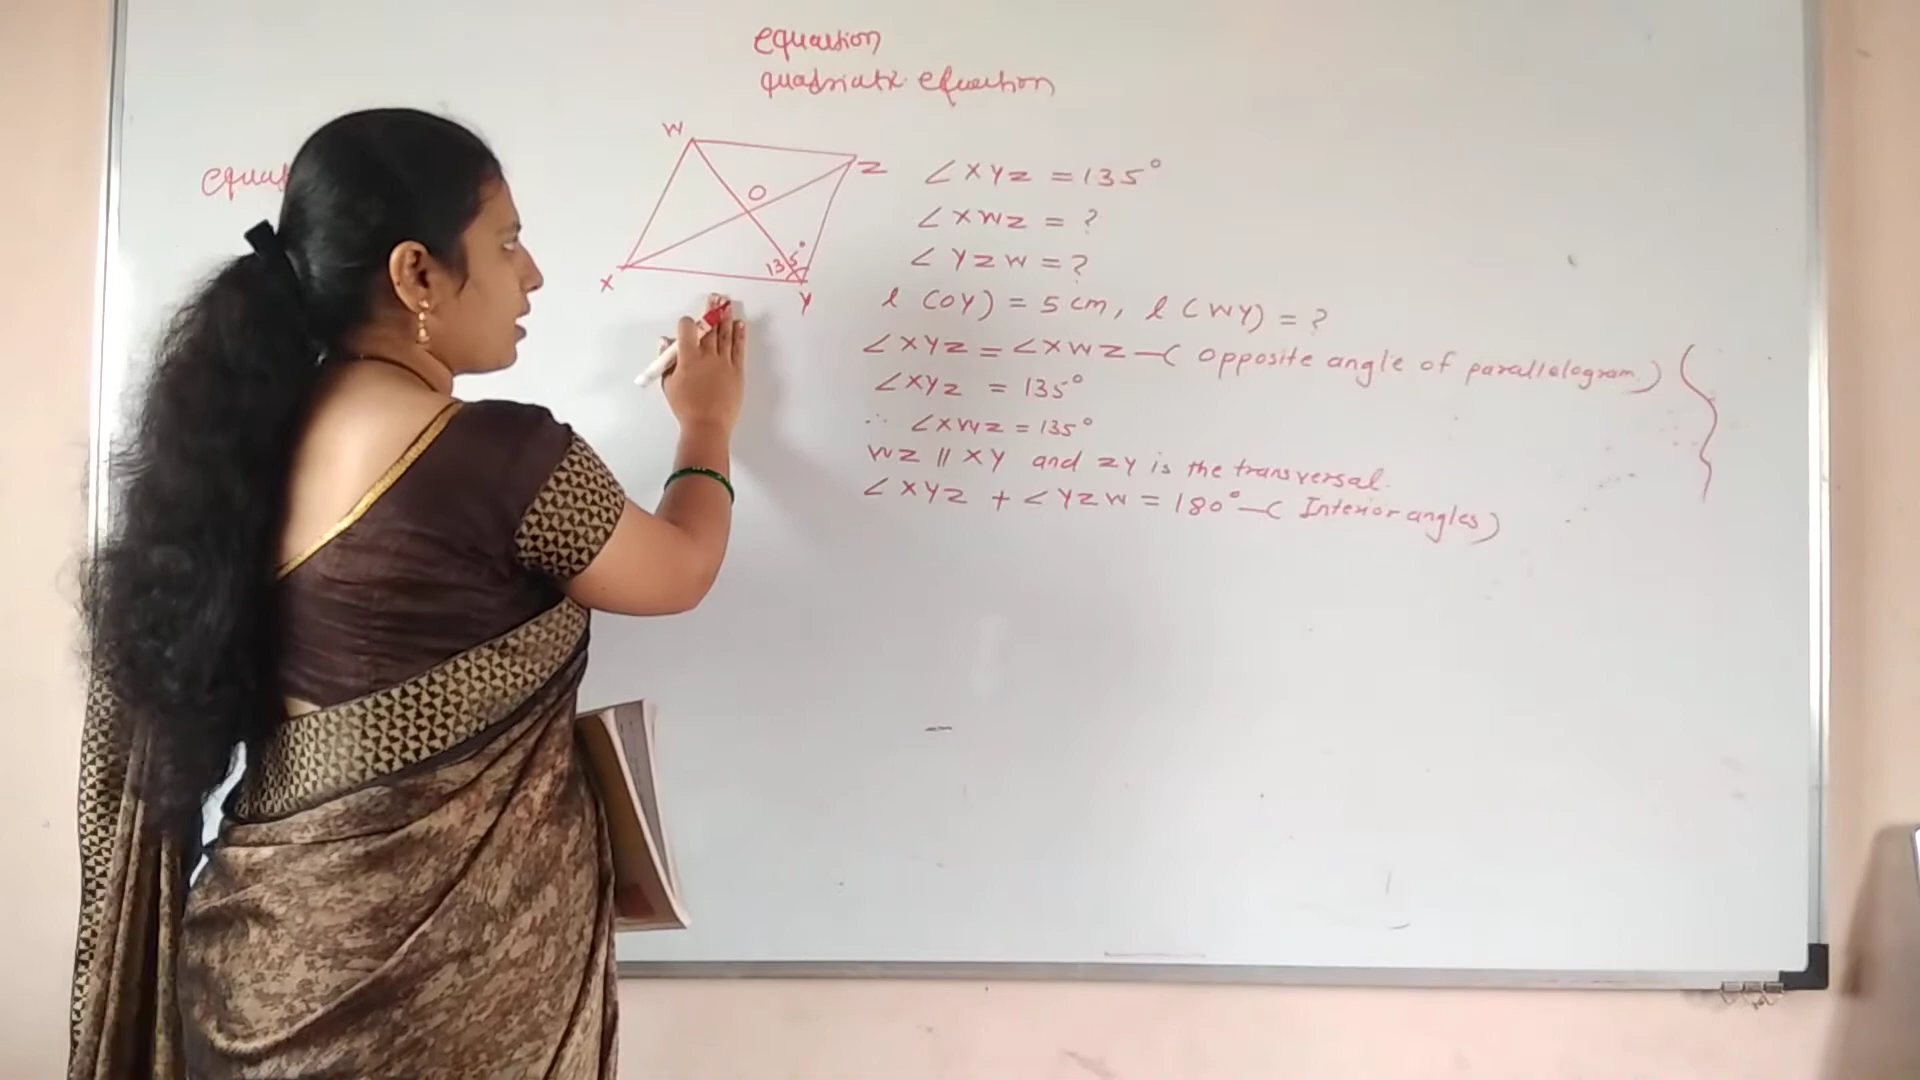 equation
quadriatic equation
equat
W
Z
O
135°
X
Y
∠XYZ = 135°
∠XWZ = ?
∠YZW = ?
l (OY) = 5 cm, l (WY) = ?
∠XYZ = ∠XWZ —( opposite angle of parallelogram.)
∠XYZ = 135°
∴ ∠XWZ = 135°
WZ || XY and ZY is the transversal.
∠XYZ + ∠YZW = 180° —( Interior angles)